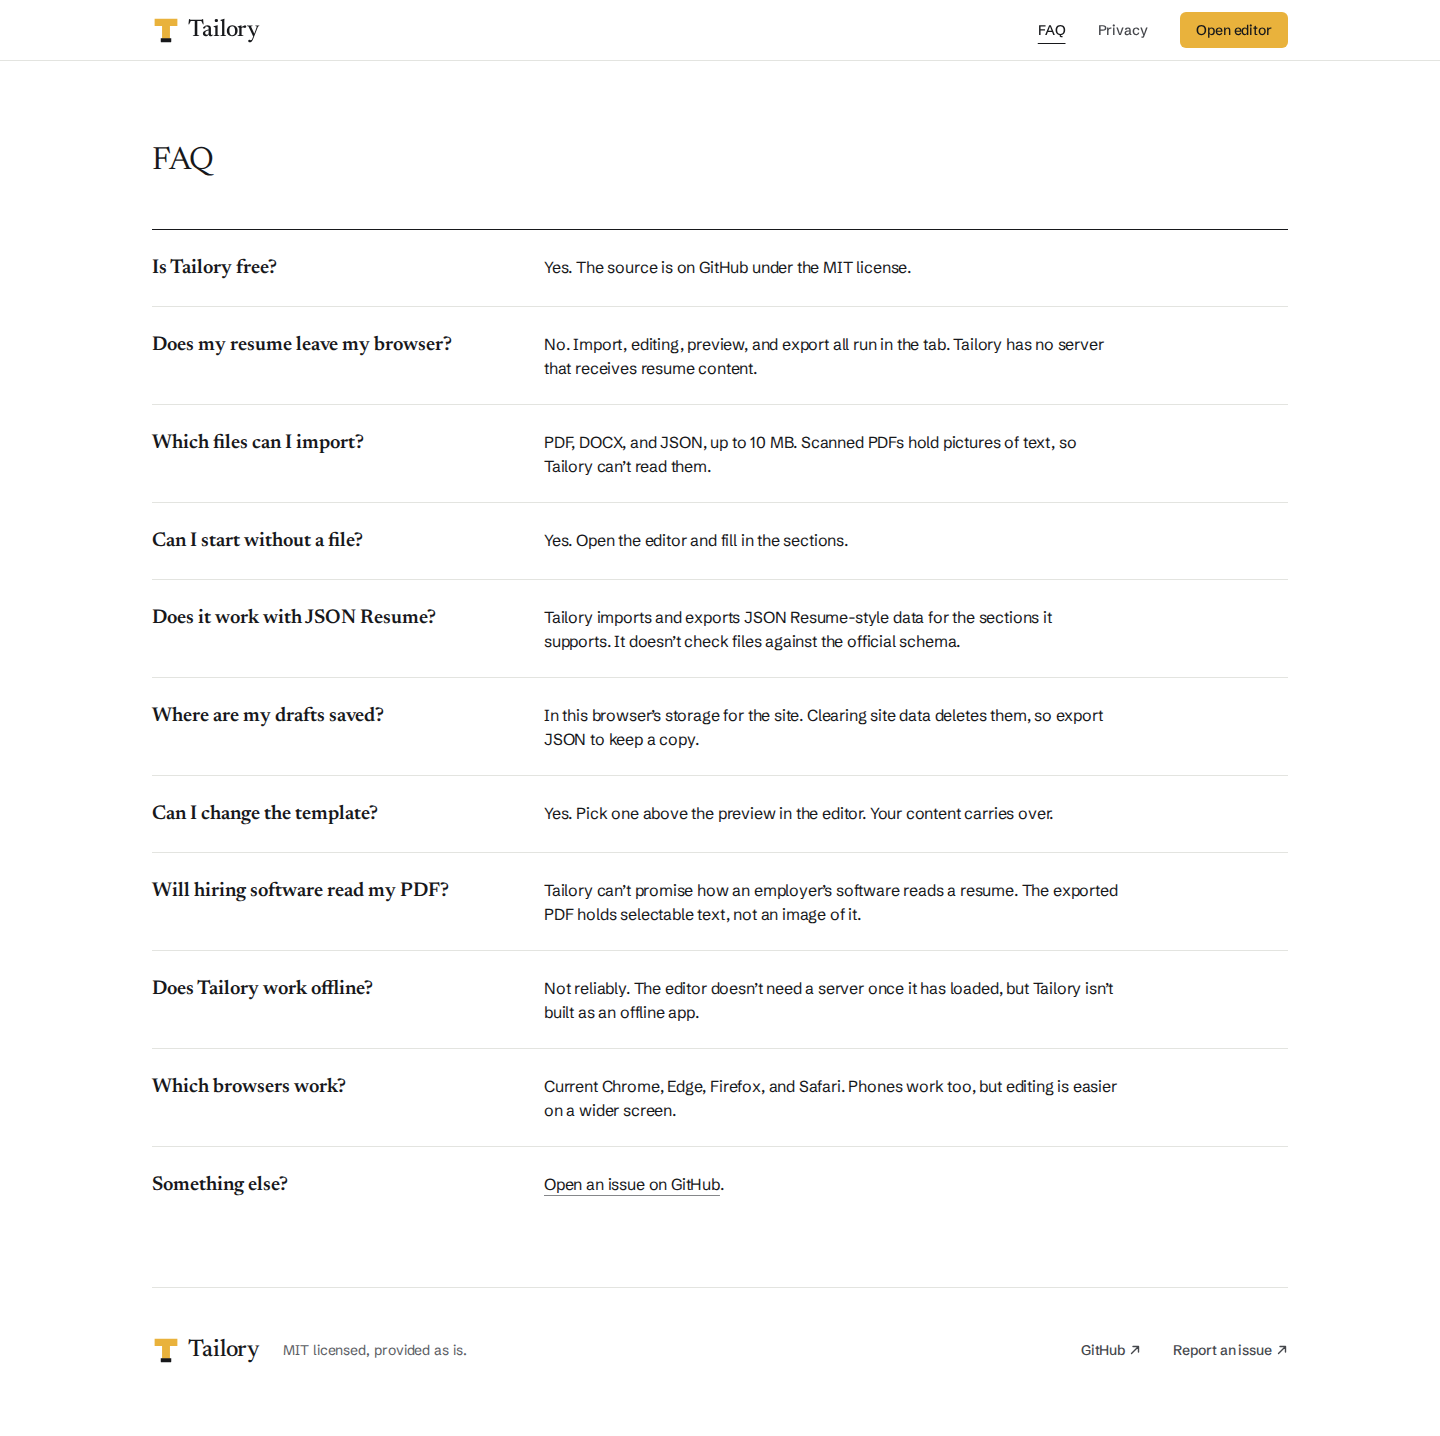 Tailory
FAQ
Privacy
Open editor
FAQ
Is Tailory free?
Yes. The source is on GitHub under the MIT license.
Does my resume leave my browser?
No. Import, editing, preview, and export all run in the tab. Tailory has no server
that receives resume content.
Which files can I import?
PDF, DOCX, and JSON, up to 10 MB. Scanned PDFs hold pictures of text, so
Tailory can’t read them.
Can I start without a file?
Yes. Open the editor and fill in the sections.
Does it work with JSON Resume?
Tailory imports and exports JSON Resume-style data for the sections it
supports. It doesn’t check files against the official schema.
Where are my drafts saved?
In this browser’s storage for the site. Clearing site data deletes them, so export
JSON to keep a copy.
Can I change the template?
Yes. Pick one above the preview in the editor. Your content carries over.
Will hiring software read my PDF?
Tailory can’t promise how an employer’s software reads a resume. The exported
PDF holds selectable text, not an image of it.
Does Tailory work offline?
Not reliably. The editor doesn’t need a server once it has loaded, but Tailory isn’t
built as an offline app.
Which browsers work?
Current Chrome, Edge, Firefox, and Safari. Phones work too, but editing is easier
on a wider screen.
Something else?
Open an issue on GitHub.
Tailory
MIT licensed, provided as is.
GitHub ↗
Report an issue ↗